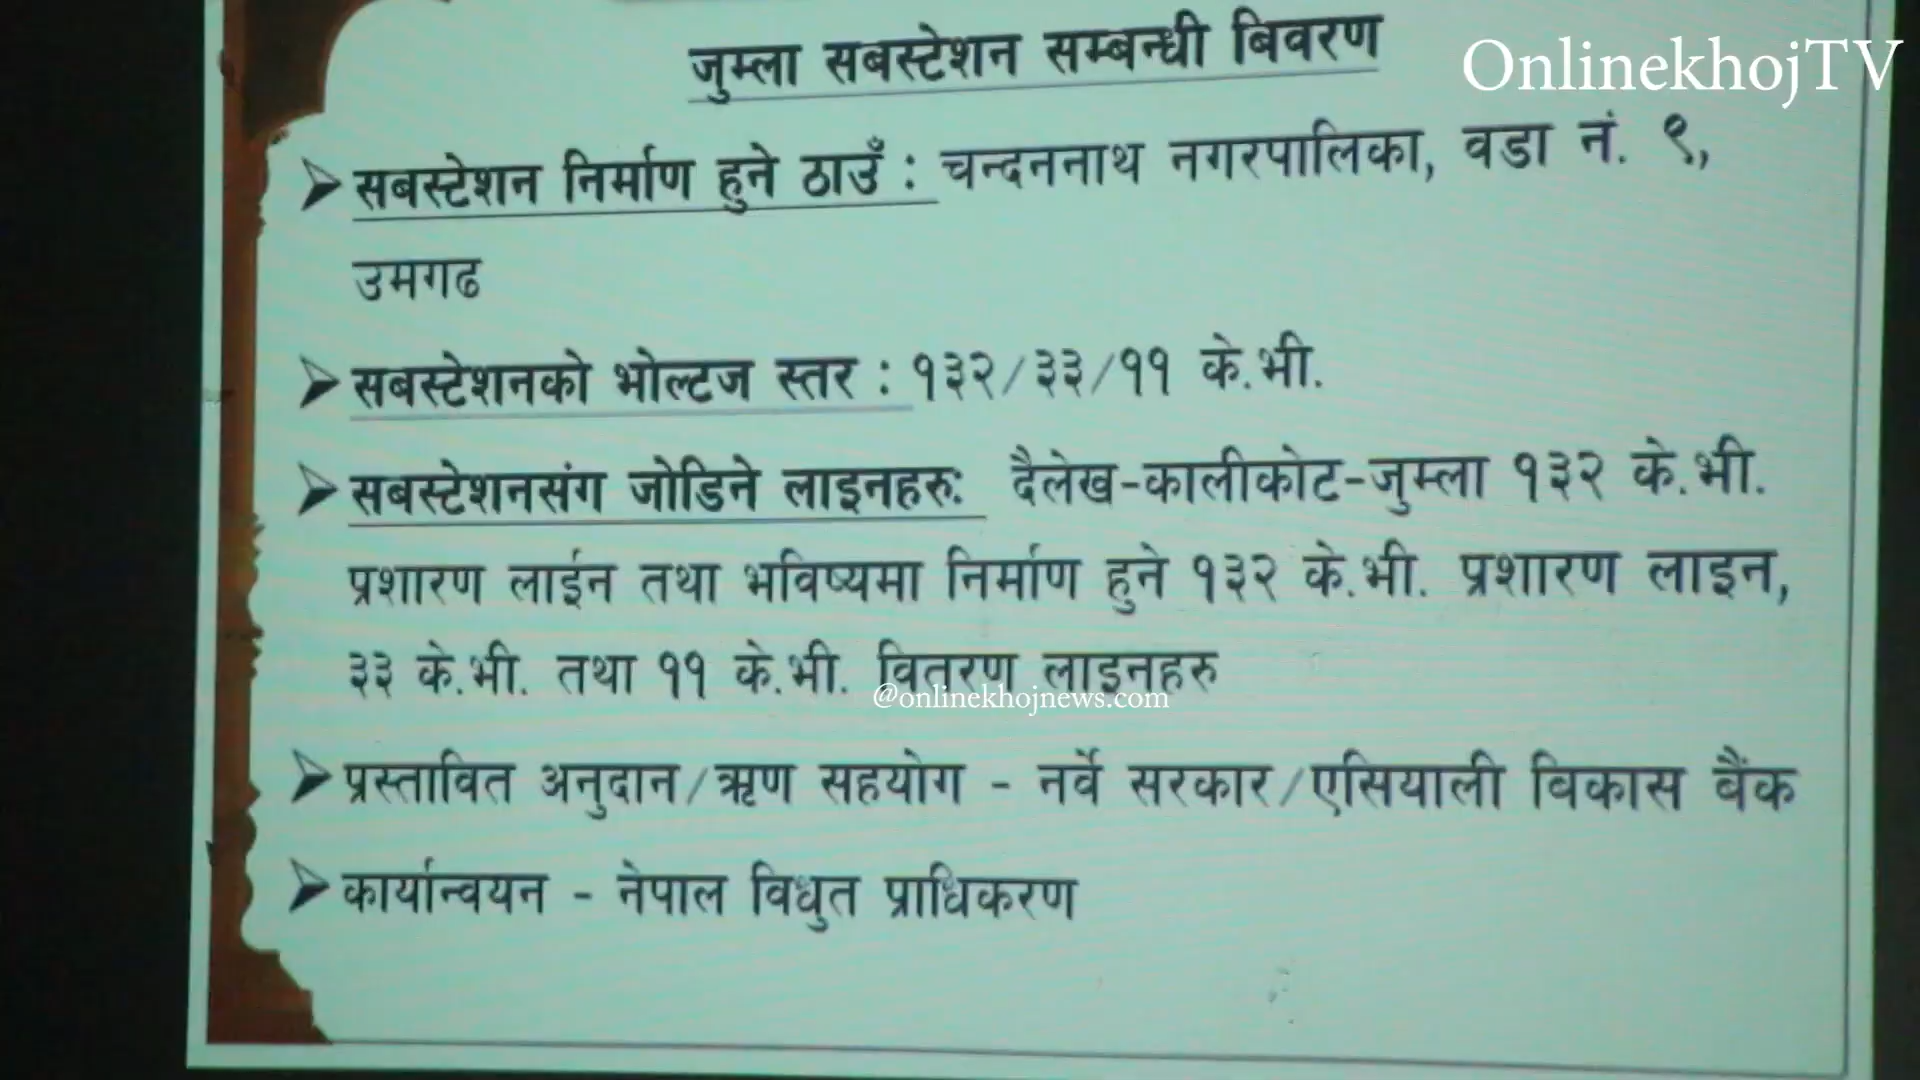 जुम्ला सबस्टेशन सम्बन्धी बिवरण
OnlinekhojTV
➢ सबस्टेशन निर्माण हुने ठाउँ : चन्दननाथ नगरपालिका, वडा नं. ९,
उमगढ
➢ सबस्टेशनको भोल्टज स्तर : १३२/३३/११ के.भी.
➢ सबस्टेशनसंग जोडिने लाइनहरुः दैलेख-कालीकोट-जुम्ला १३२ के.भी.
प्रशारण लाईन तथा भविष्यमा निर्माण हुने १३२ के.भी. प्रशारण लाइन,
३३ के.भी. तथा ११ के.भी. वितरण लाइनहरु
@onlinekhojnews.com
➢ प्रस्तावित अनुदान/ऋण सहयोग - नर्वे सरकार/एसियाली विकास बैंक
➢ कार्यान्वयन - नेपाल विधुत प्राधिकरण